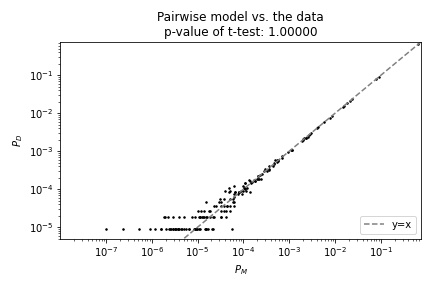 Pairwise model vs. the data
p-value of t-test: 1.00000
P_D
10⁻¹
10⁻²
10⁻³
10⁻⁴
10⁻⁵
y=x
10⁻⁷ 10⁻⁶ 10⁻⁵ 10⁻⁴ 10⁻³ 10⁻² 10⁻¹
P_M